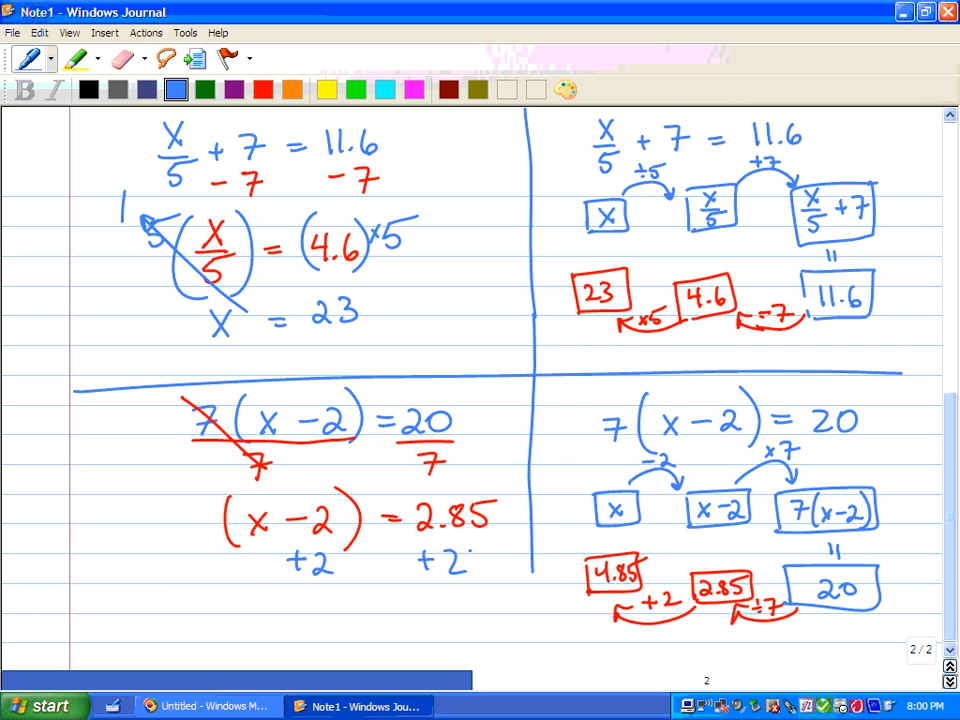 Note1 - Windows Journal
File Edit View Insert Actions Tools Help
B I
x/5 + 7 = 11.6
- 7 - 7
1
5 (x/5) = (4.6) ×5
x = 23
x/5 + 7 = 11.6
÷5 +7
x x/5 x/5 + 7
=
23 4.6 11.6
×5 -7
7 (x - 2) = 20
7 7
(x - 2) = 2.85
+2 +2
7 (x - 2) = 20
-2 ×7
x x-2 7(x-2)
=
4.85 2.85 20
+2 ÷7
2 / 2
2
start Untitled - Windows M... Note1 - Windows Jou... 8:00 PM